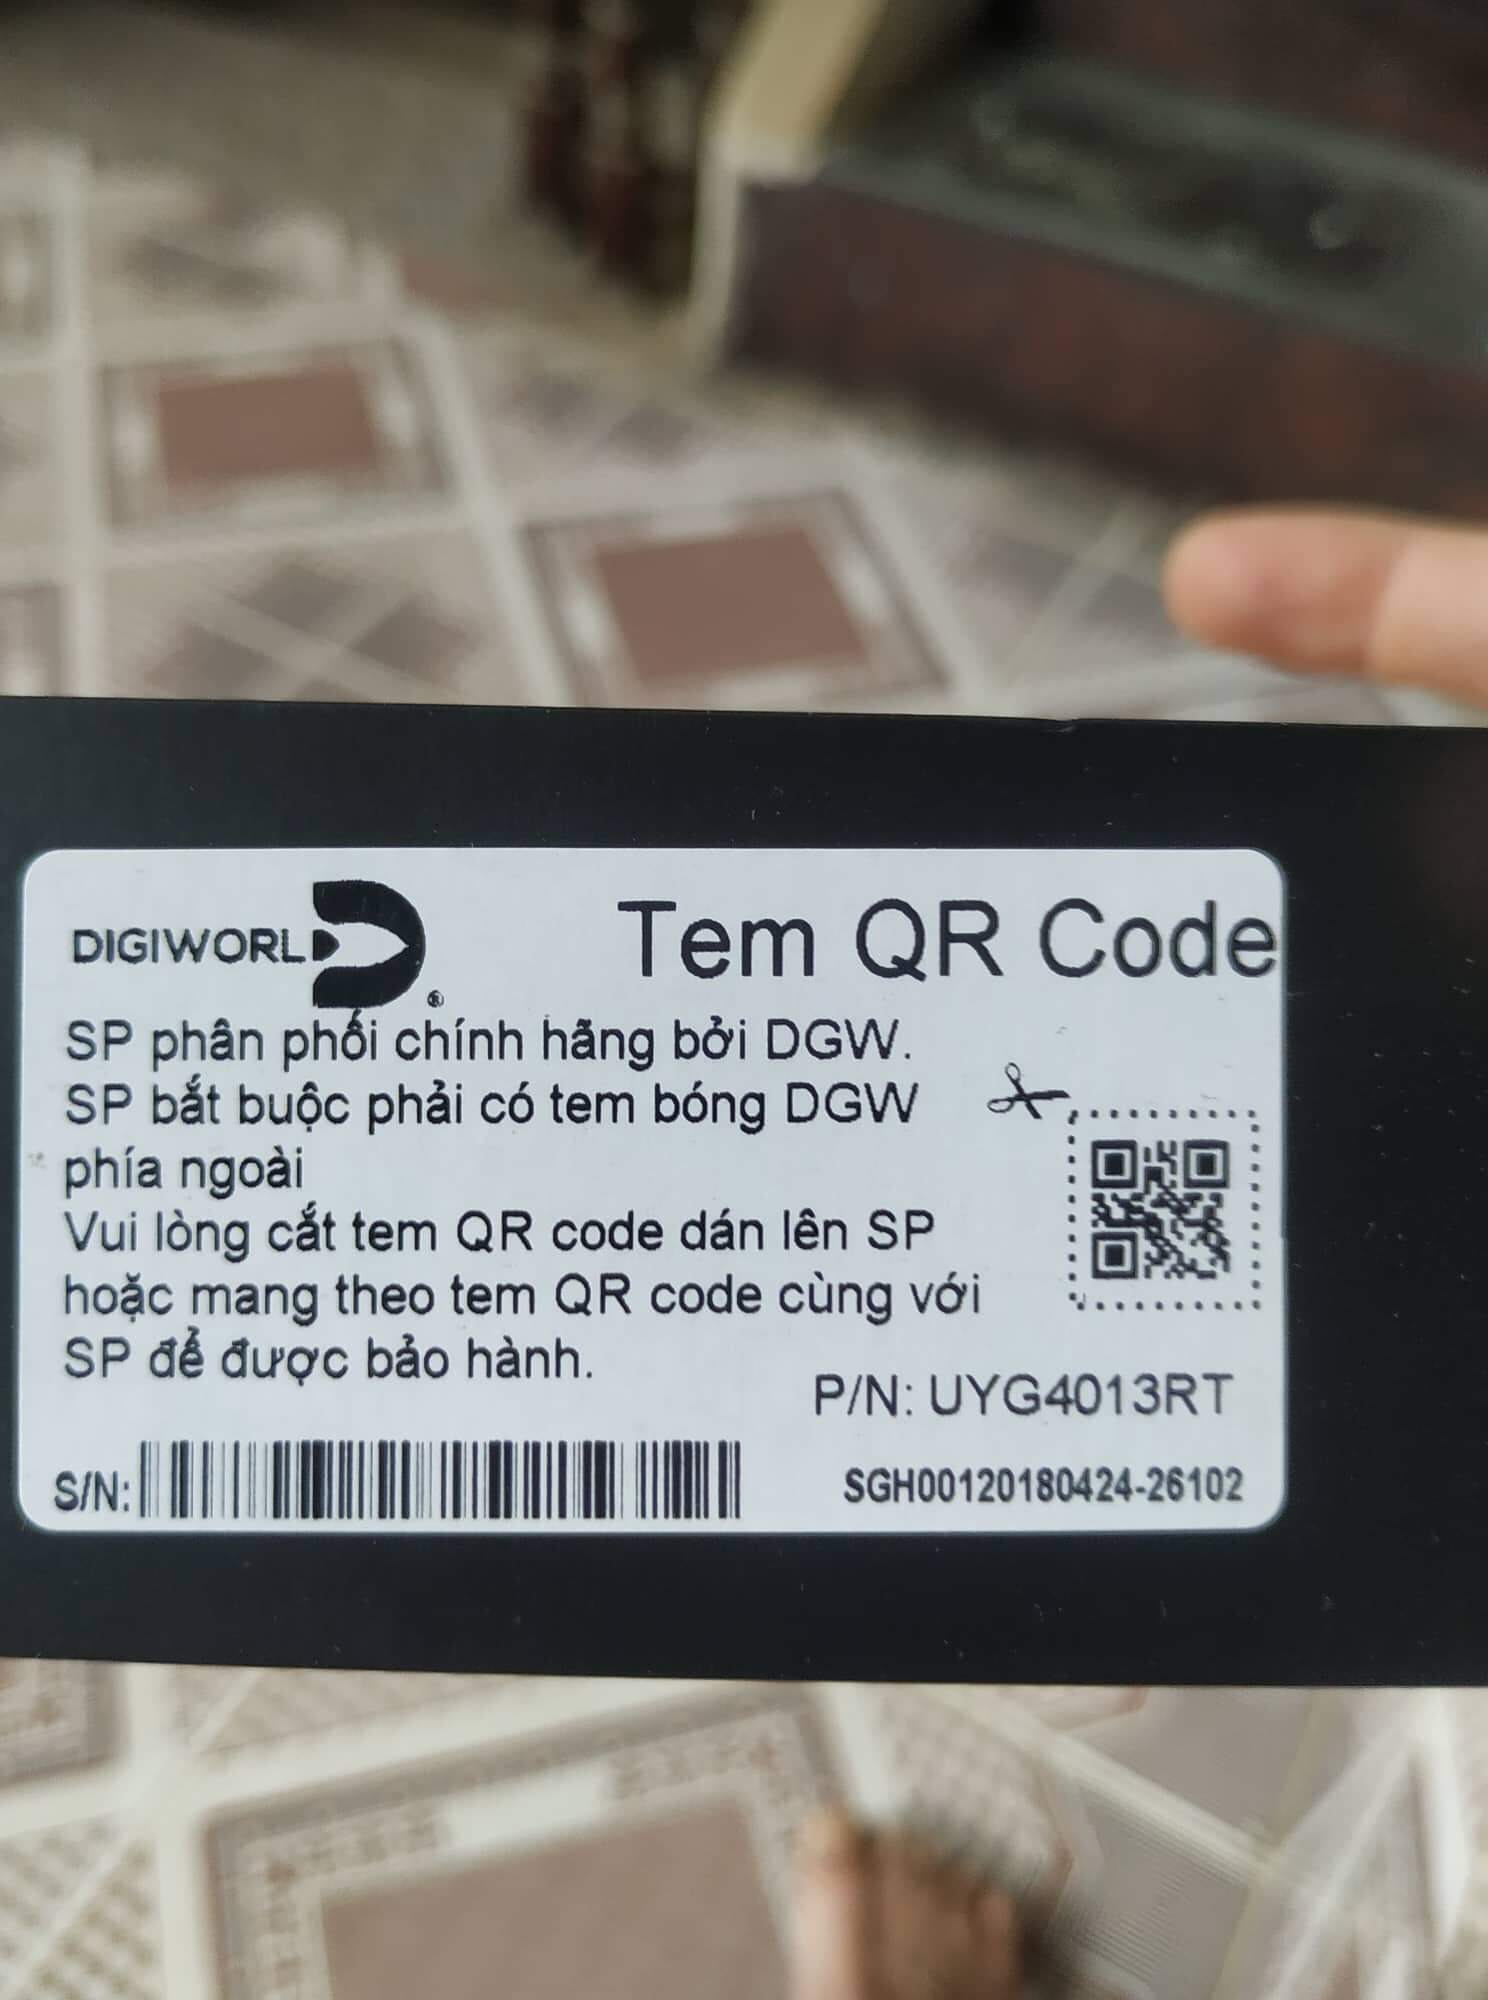 DIGIWORLD®
Tem QR Code
SP phân phối chính hãng bởi DGW.
SP bắt buộc phải có tem bóng DGW
phía ngoài
Vui lòng cắt tem QR code dán lên SP
hoặc mang theo tem QR code cùng với
SP để được bảo hành.
P/N: UYG4013RT
S/N:
SGH00120180424-26102